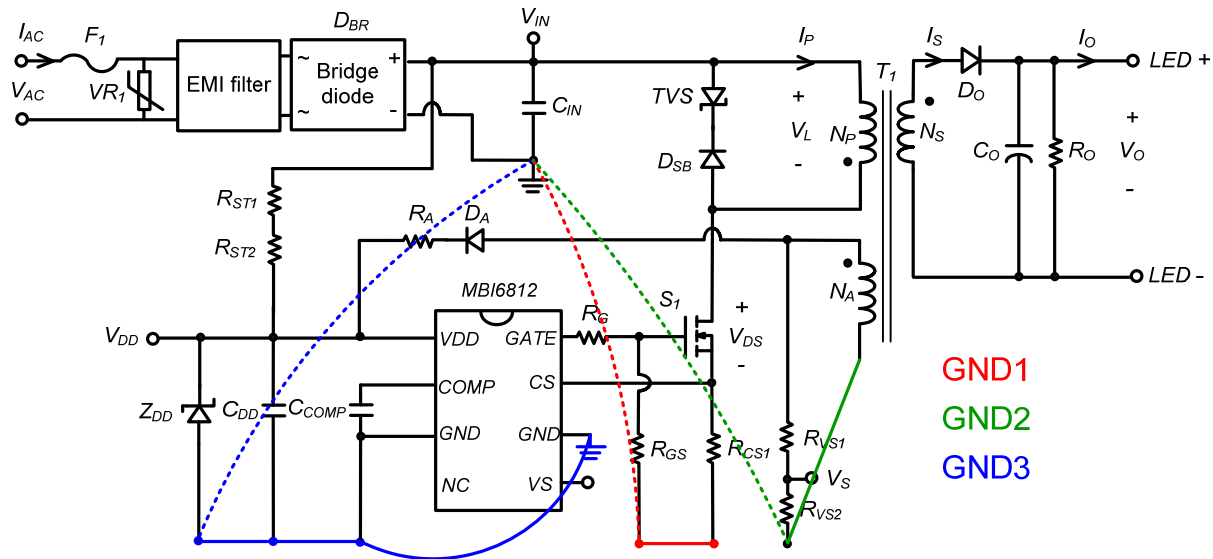 I_AC
F_1
D_BR
V_IN
I_P
T_1
I_S
I_O
V_AC
VR_1
EMI filter
~
~
Bridge
diode
+
-
C_IN
TVS
D_SB
+
V_L
-
N_P
N_S
D_O
LED +
C_O
R_O
+
V_O
-
LED -
R_ST1
R_ST2
R_A
D_A
N_A
MBI6812
V_DD
VDD
GATE
R_G
S_1
+
V_DS
-
COMP
CS
Z_DD
C_DD
C_COMP
GND
GND
R_GS
R_CS1
R_VS1
NC
VS
V_S
R_VS2
GND1
GND2
GND3